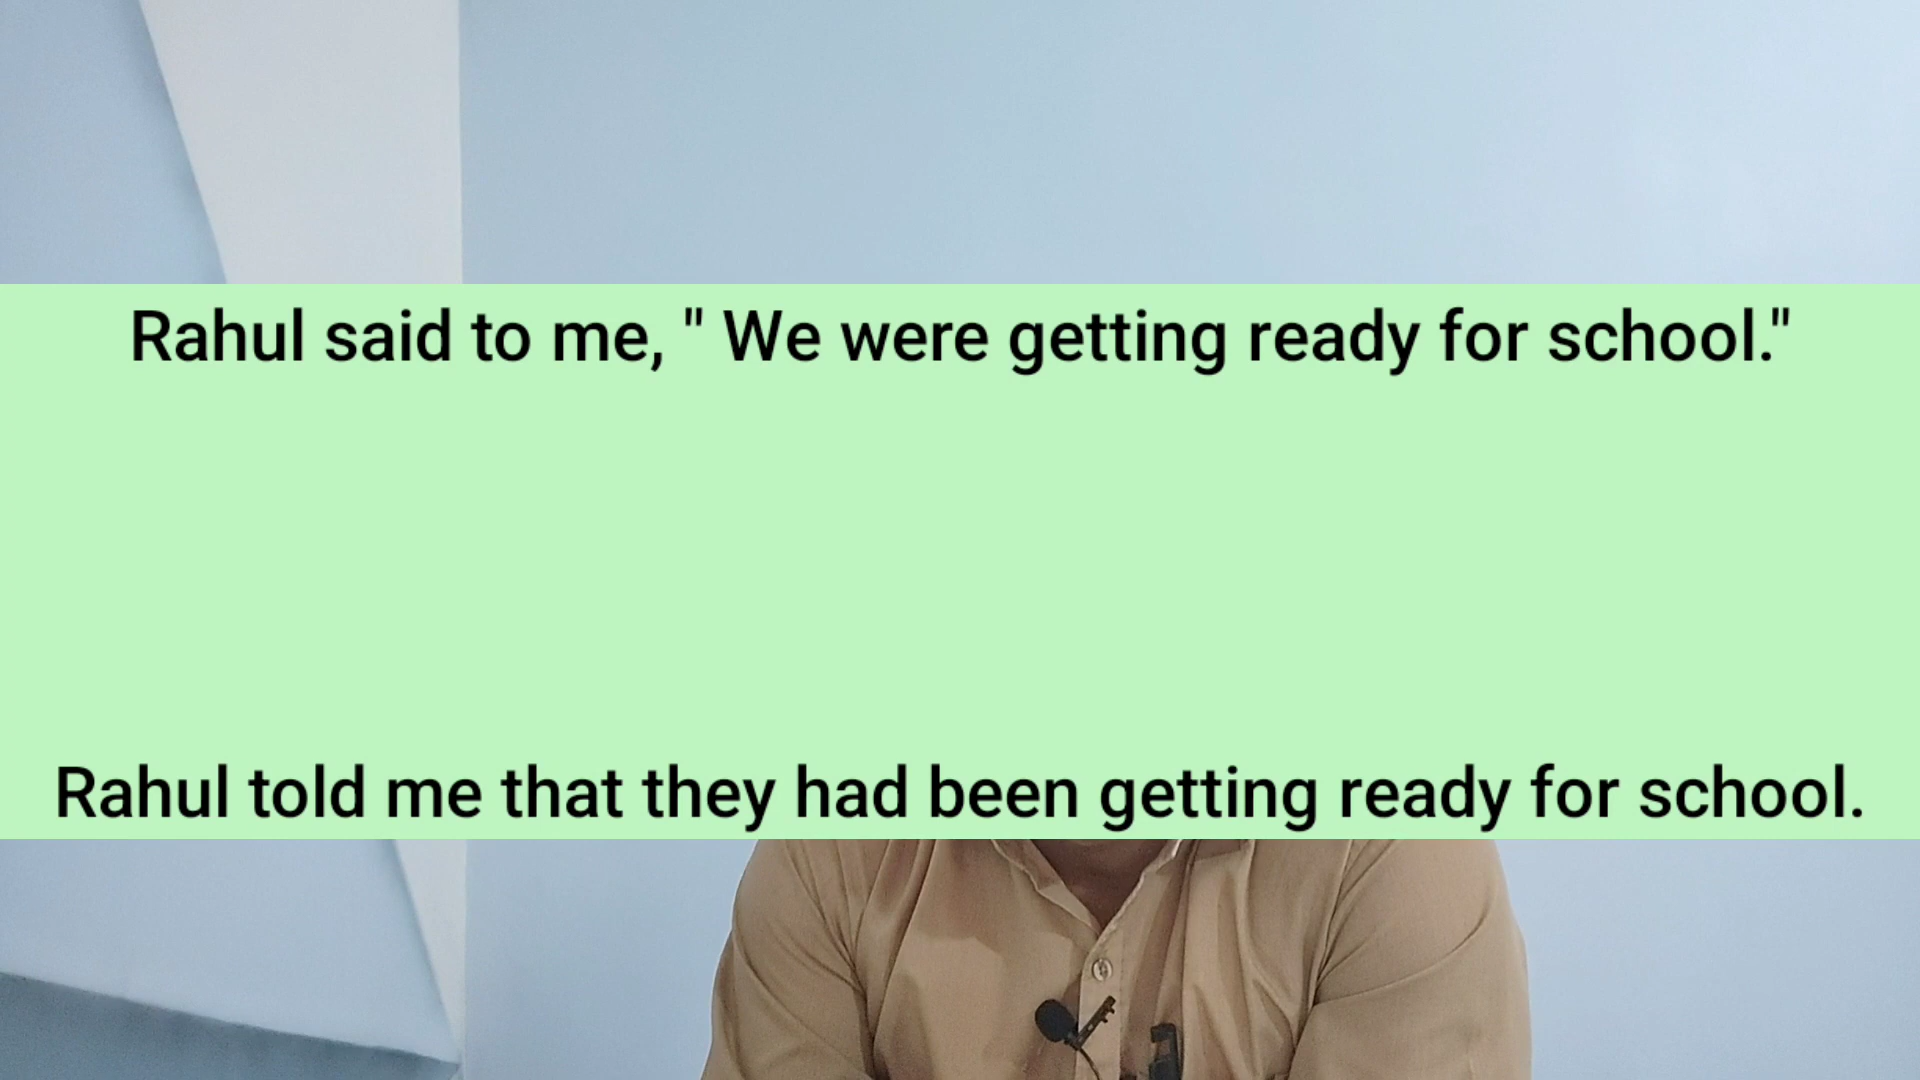 Rahul said to me, " We were getting ready for school."
Rahul told me that they had been getting ready for school.